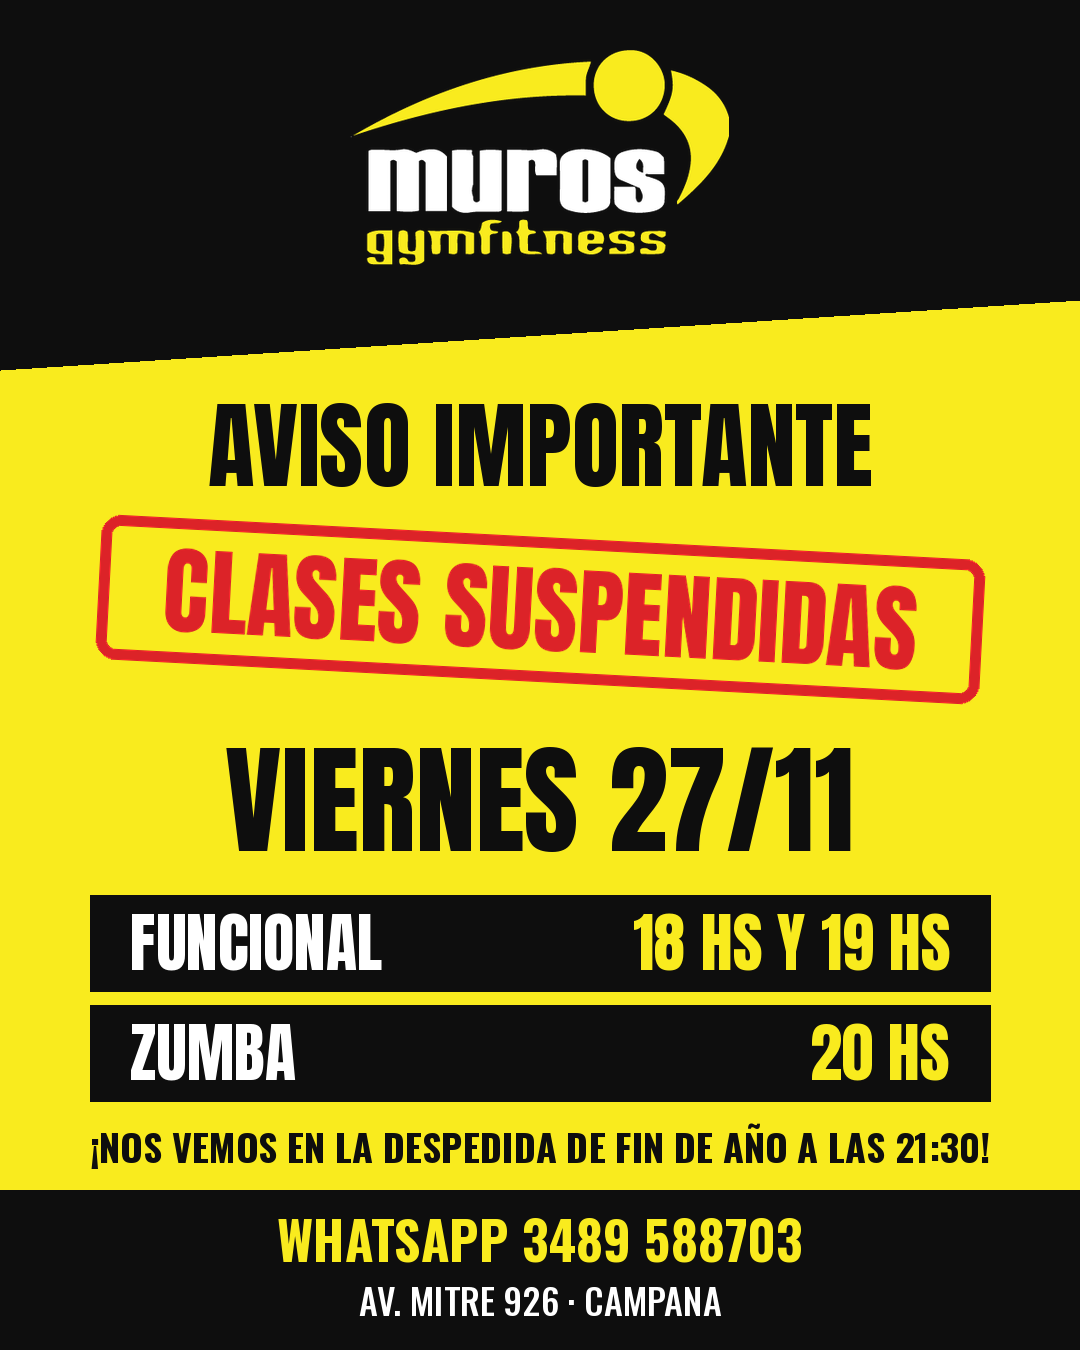 muros
gymfitness
AVISO IMPORTANTE
CLASES SUSPENDIDAS
VIERNES 27/11
FUNCIONAL 18 HS Y 19 HS
ZUMBA 20 HS
¡NOS VEMOS EN LA DESPEDIDA DE FIN DE AÑO A LAS 21:30!
WHATSAPP 3489 588703
AV. MITRE 926 · CAMPANA